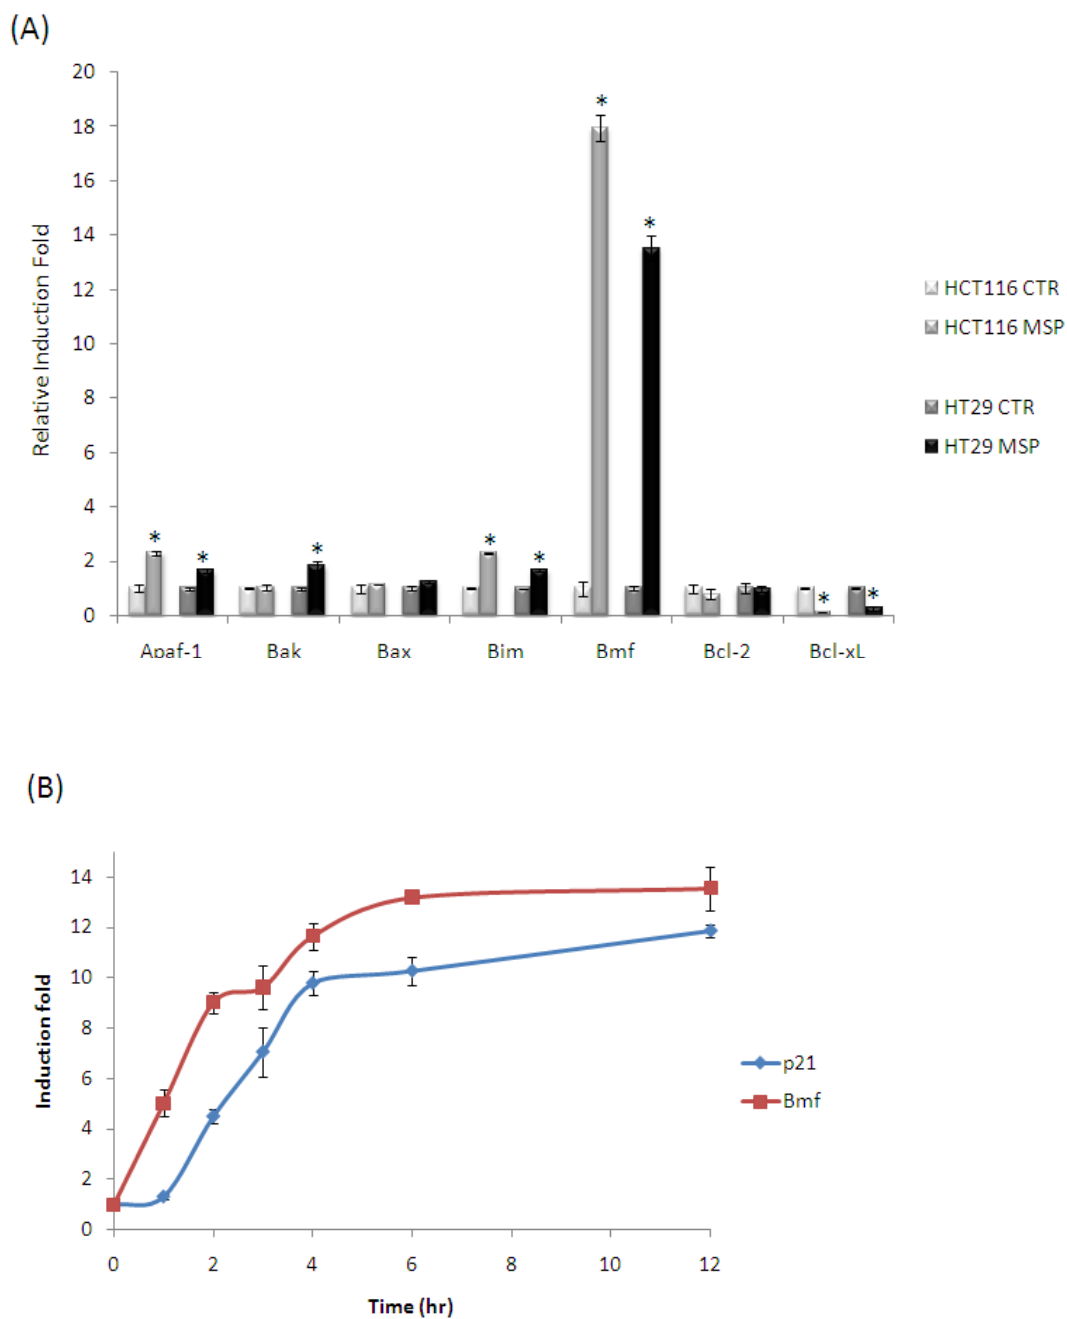 (A)
20
18
16
14
12
10
8
6
4
2
0
Relative Induction Fold
* * * * * * * * *
Apaf-1 Bak Bax Bim Bmf Bcl-2 Bcl-xL
HCT116 CTR
HCT116 MSP
HT29 CTR
HT29 MSP
(B)
14
12
10
8
6
4
2
0
Induction fold
0 2 4 6 8 10 12
Time (hr)
p21
Bmf